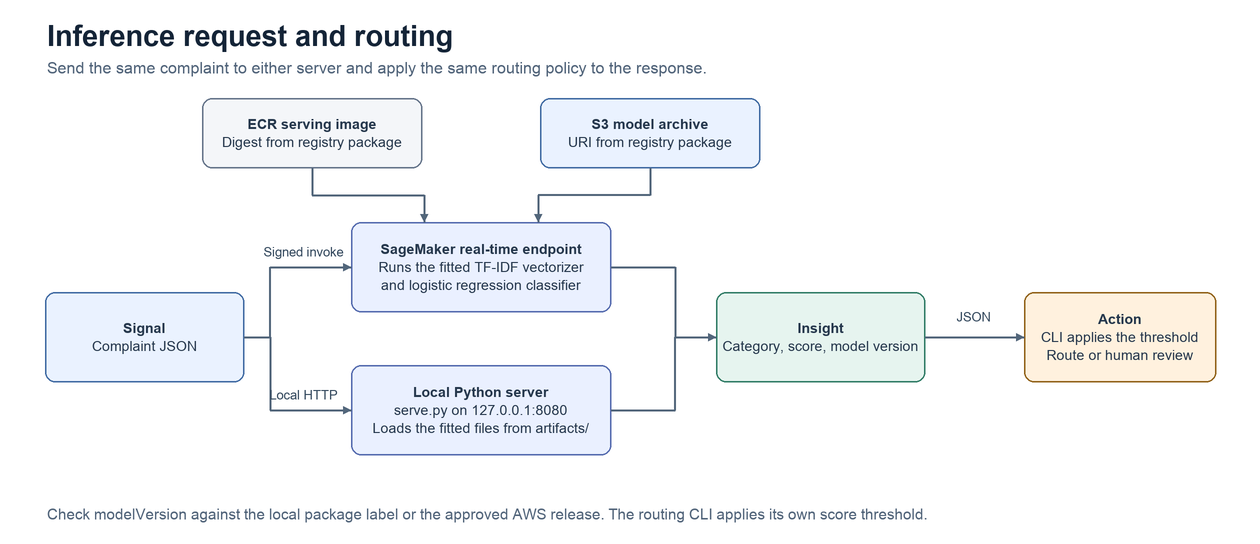 Inference request and routing
Send the same complaint to either server and apply the same routing policy to the response.
ECR serving image
Digest from registry package
S3 model archive
URI from registry package
Signed invoke
SageMaker real-time endpoint
Runs the fitted TF-IDF vectorizer
and logistic regression classifier
Signal
Complaint JSON
Insight
Category, score, model version
JSON
Action
CLI applies the threshold
Route or human review
Local HTTP
Local Python server
serve.py on 127.0.0.1:8080
Loads the fitted files from artifacts/
Check modelVersion against the local package label or the approved AWS release. The routing CLI applies its own score threshold.